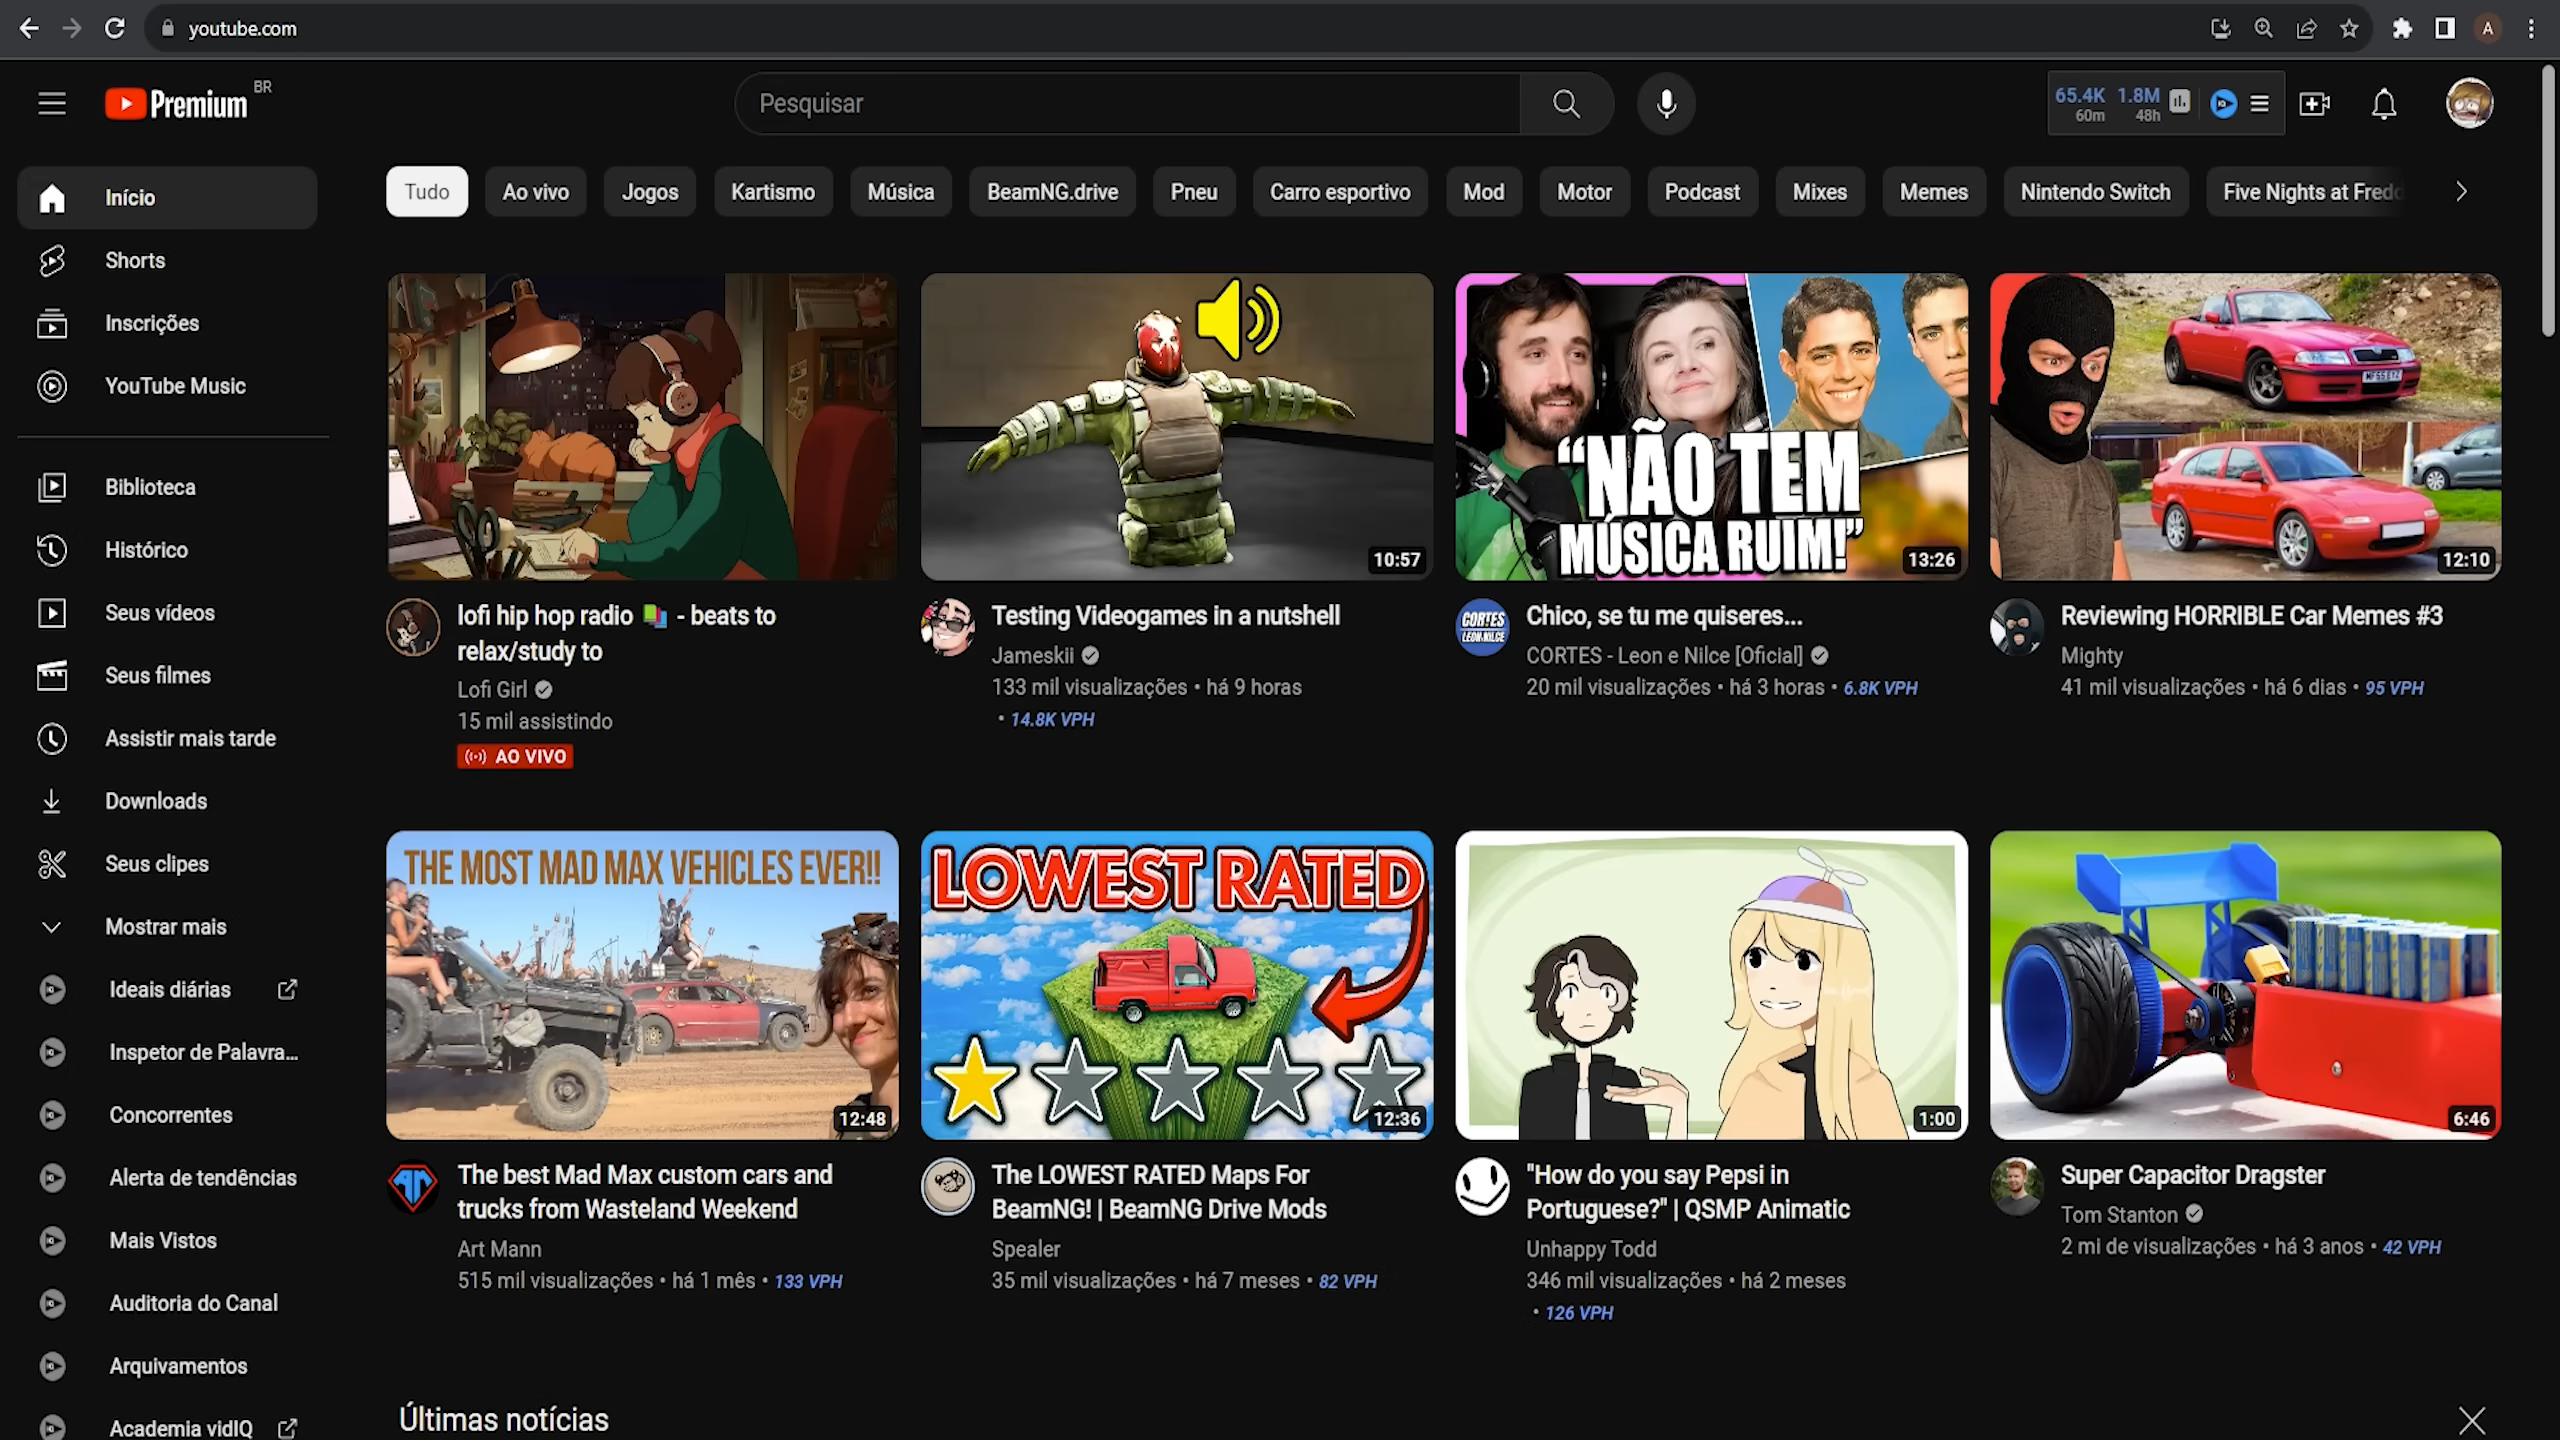 youtube.com
A
Premium
BR
Pesquisar
65.4K
60m
1.8M
48h
Tudo
Ao vivo
Jogos
Kartismo
Música
BeamNG.drive
Pneu
Carro esportivo
Mod
Motor
Podcast
Mixes
Memes
Nintendo Switch
Five Nights at Fredd
Início
Shorts
Inscrições
YouTube Music
Biblioteca
Histórico
Seus vídeos
Seus filmes
Assistir mais tarde
Downloads
Seus clipes
Mostrar mais
Ideais diárias
Inspetor de Palavra...
Concorrentes
Alerta de tendências
Mais Vistos
Auditoria do Canal
Arquivamentos
Academia vidIQ
lofi hip hop radio 📚 - beats to
relax/study to
Lofi Girl
15 mil assistindo
AO VIVO
10:57
Testing Videogames in a nutshell
Jameskii
133 mil visualizações • há 9 horas
• 14.8K VPH
“NÃO TEM
MÚSICA RUIM!”
13:26
CORTES
LEON·NILCE
Chico, se tu me quiseres...
CORTES - Leon e Nilce [Oficial]
20 mil visualizações • há 3 horas • 6.8K VPH
12:10
Reviewing HORRIBLE Car Memes #3
Mighty
41 mil visualizações • há 6 dias • 95 VPH
THE MOST MAD MAX VEHICLES EVER!!
12:48
The best Mad Max custom cars and
trucks from Wasteland Weekend
Art Mann
515 mil visualizações • há 1 mês • 133 VPH
LOWEST RATED
12:36
The LOWEST RATED Maps For
BeamNG! | BeamNG Drive Mods
Spealer
35 mil visualizações • há 7 meses • 82 VPH
1:00
"How do you say Pepsi in
Portuguese?" | QSMP Animatic
Unhappy Todd
346 mil visualizações • há 2 meses
• 126 VPH
6:46
Super Capacitor Dragster
Tom Stanton
2 mi de visualizações • há 3 anos • 42 VPH
Últimas notícias